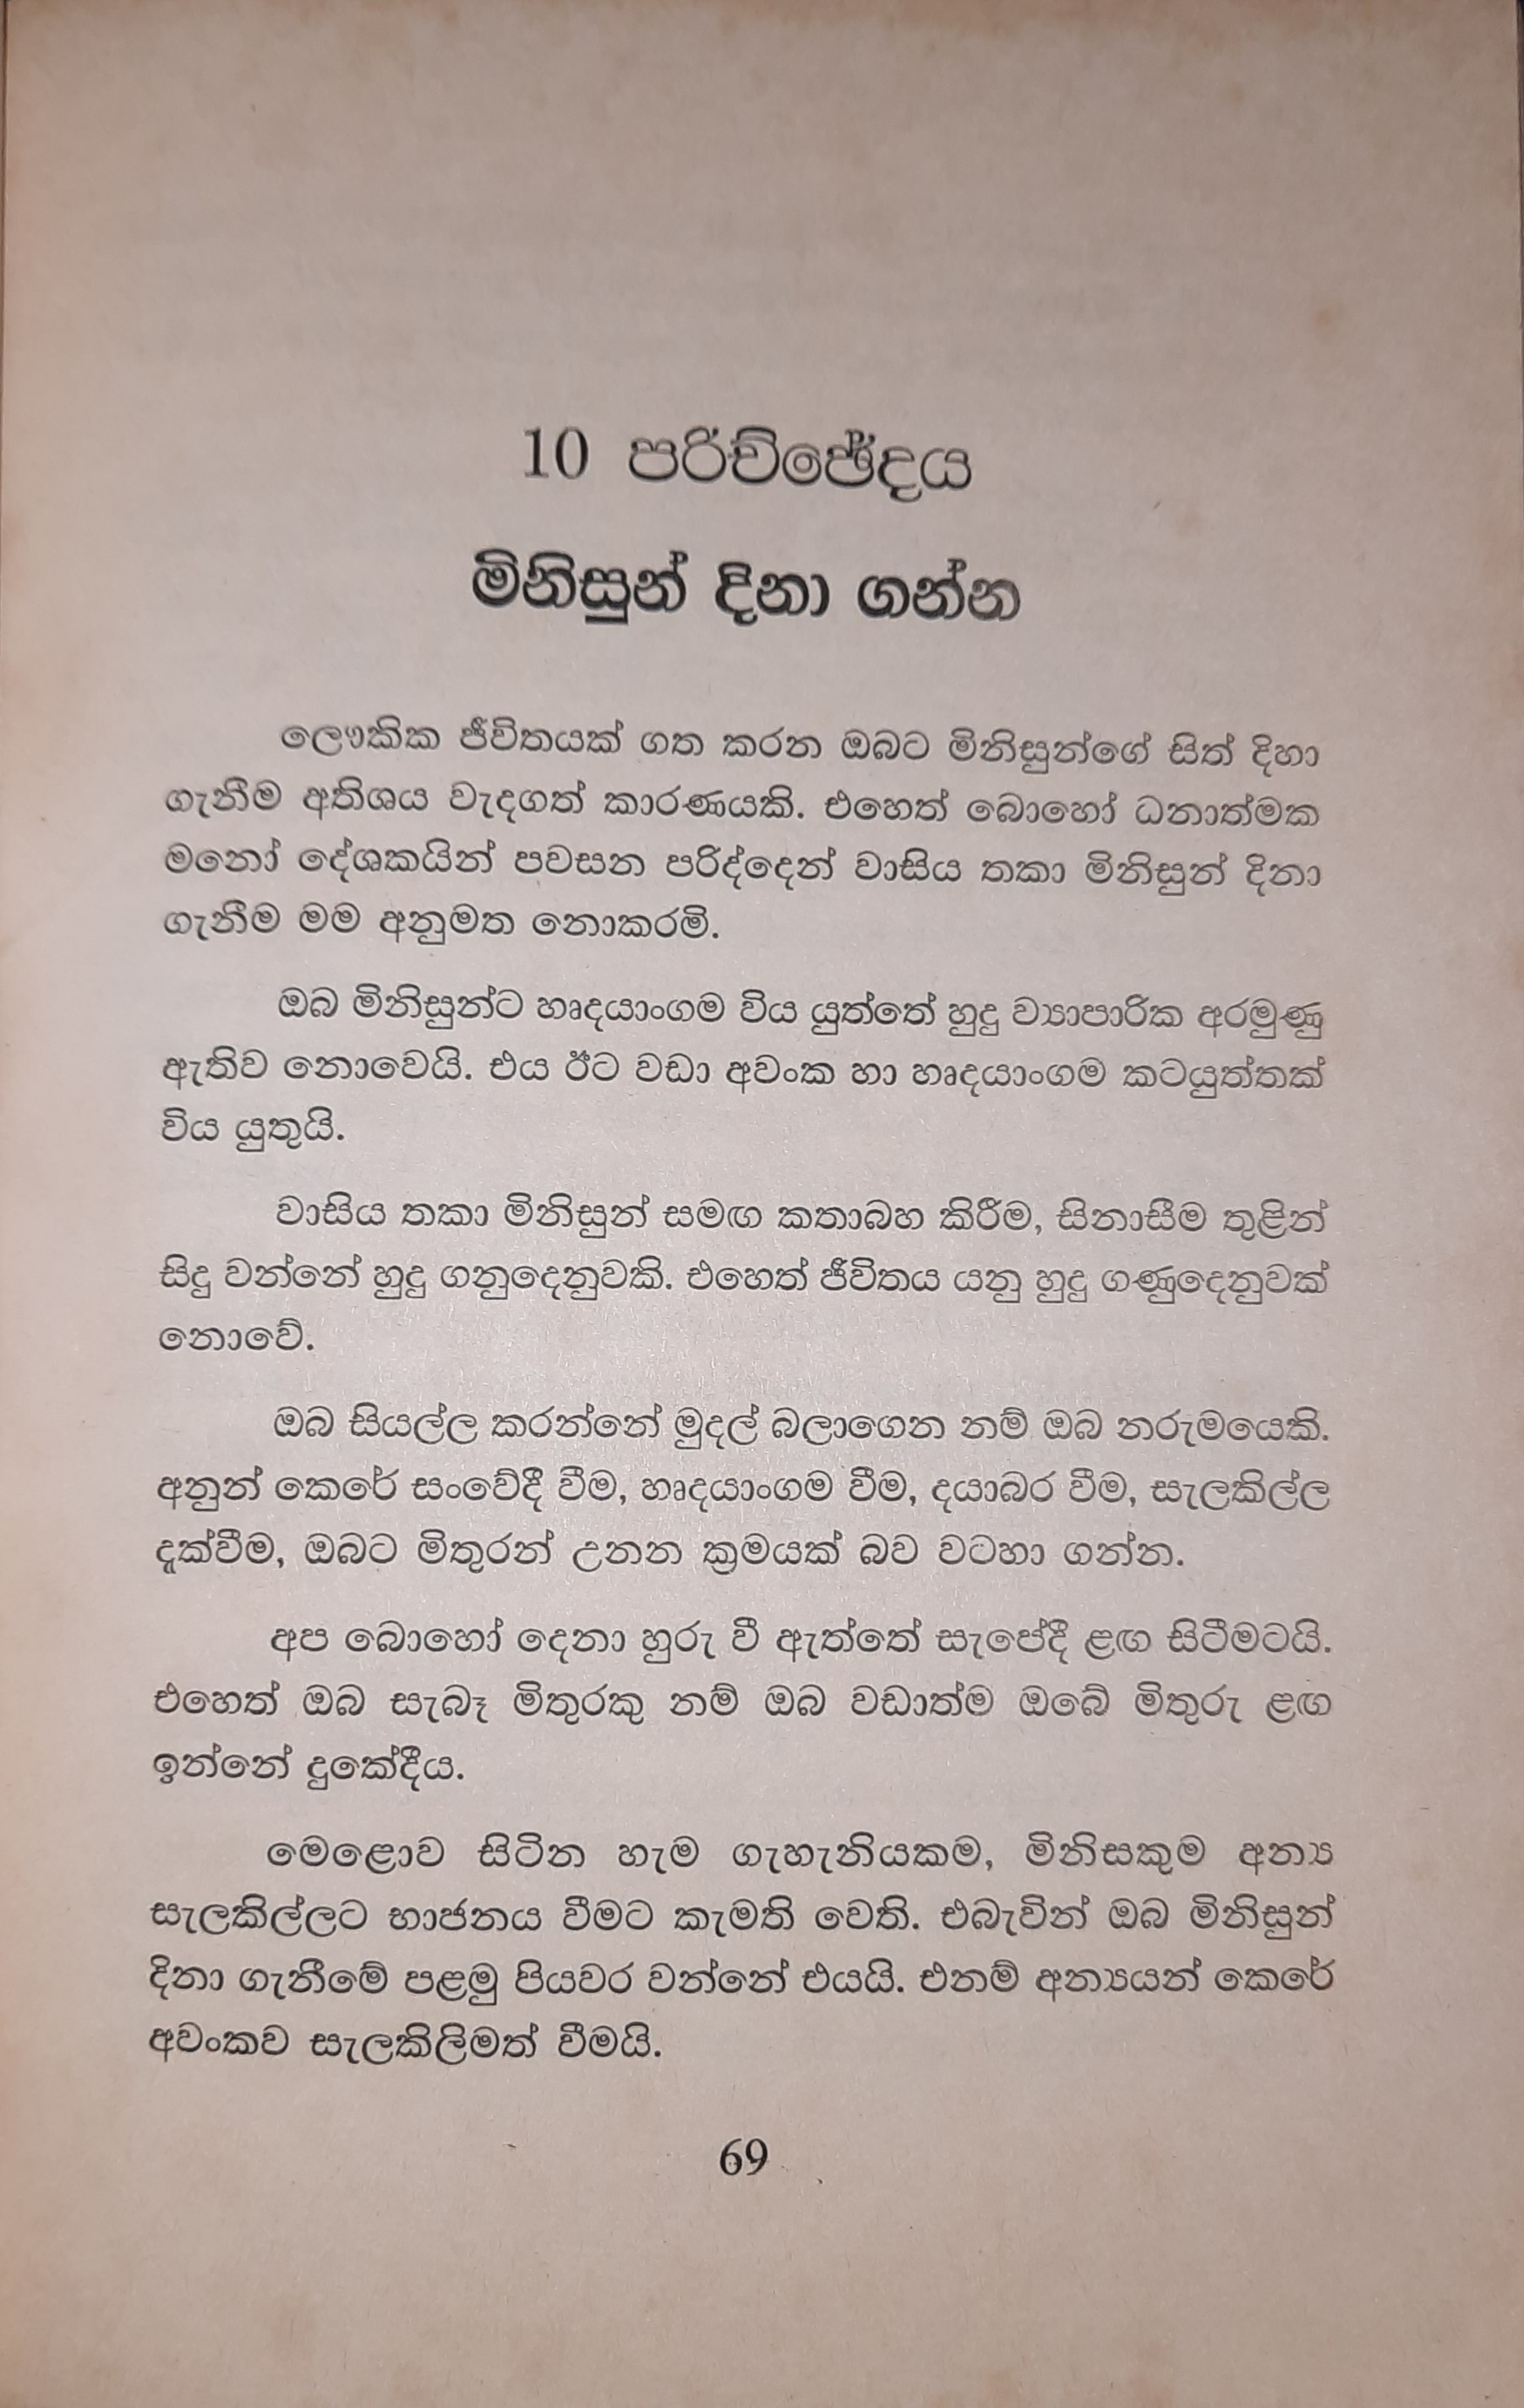 10 පරිච්ඡේදය
මිනිසුන් දිනා ගන්න
ලෞකික ජීවිතයක් ගත කරන ඔබට මිනිසුන්ගේ සිත් දිහා
ගැනීම අතිශය වැදගත් කාරණයකි. එහෙත් බොහෝ ධනාත්මක
මනෝ දේශකයින් පවසන පරිද්දෙන් වාසිය තකා මිනිසුන් දිනා
ගැනීම මම අනුමත නොකරමි.
ඔබ මිනිසුන්ට හෘදයාංගම විය යුත්තේ හුදු ව්‍යාපාරික අරමුණු
ඇතිව නොවෙයි. එය ඊට වඩා අවංක හා හෘදයාංගම කටයුත්තක්
විය යුතුයි.
වාසිය තකා මිනිසුන් සමඟ කතාබහ කිරීම, සිනාසීම තුළින්
සිදු වන්නේ හුදු ගනුදෙනුවකි. එහෙත් ජීවිතය යනු හුදු ගණුදෙනුවක්
නොවේ.
ඔබ සියල්ල කරන්නේ මුදල් බලාගෙන නම් ඔබ නරුමයෙකි.
අනුන් කෙරේ සංවේදී වීම, හෘදයාංගම වීම, දයාබර වීම, සැලකිල්ල
දැක්වීම, ඔබට මිතුරන් උනන ක්‍රමයක් බව වටහා ගන්න.
අප බොහෝ දෙනා හුරු වී ඇත්තේ සැපේදී ළඟ සිටීමටයි.
එහෙත් ඔබ සැබෑ මිතුරකු නම් ඔබ වඩාත්ම ඔබේ මිතුරු ළඟ
ඉන්නේ දුකේදීය.
මෙළොව සිටින හැම ගැහැනියකම, මිනිසකුම අන්‍ය
සැලකිල්ලට භාජනය වීමට කැමති වෙති. එබැවින් ඔබ මිනිසුන්
දිනා ගැනීමේ පළමු පියවර වන්නේ එයයි. එනම් අන්‍යයන් කෙරේ
අවංකව සැලකිලිමත් වීමයි.
69